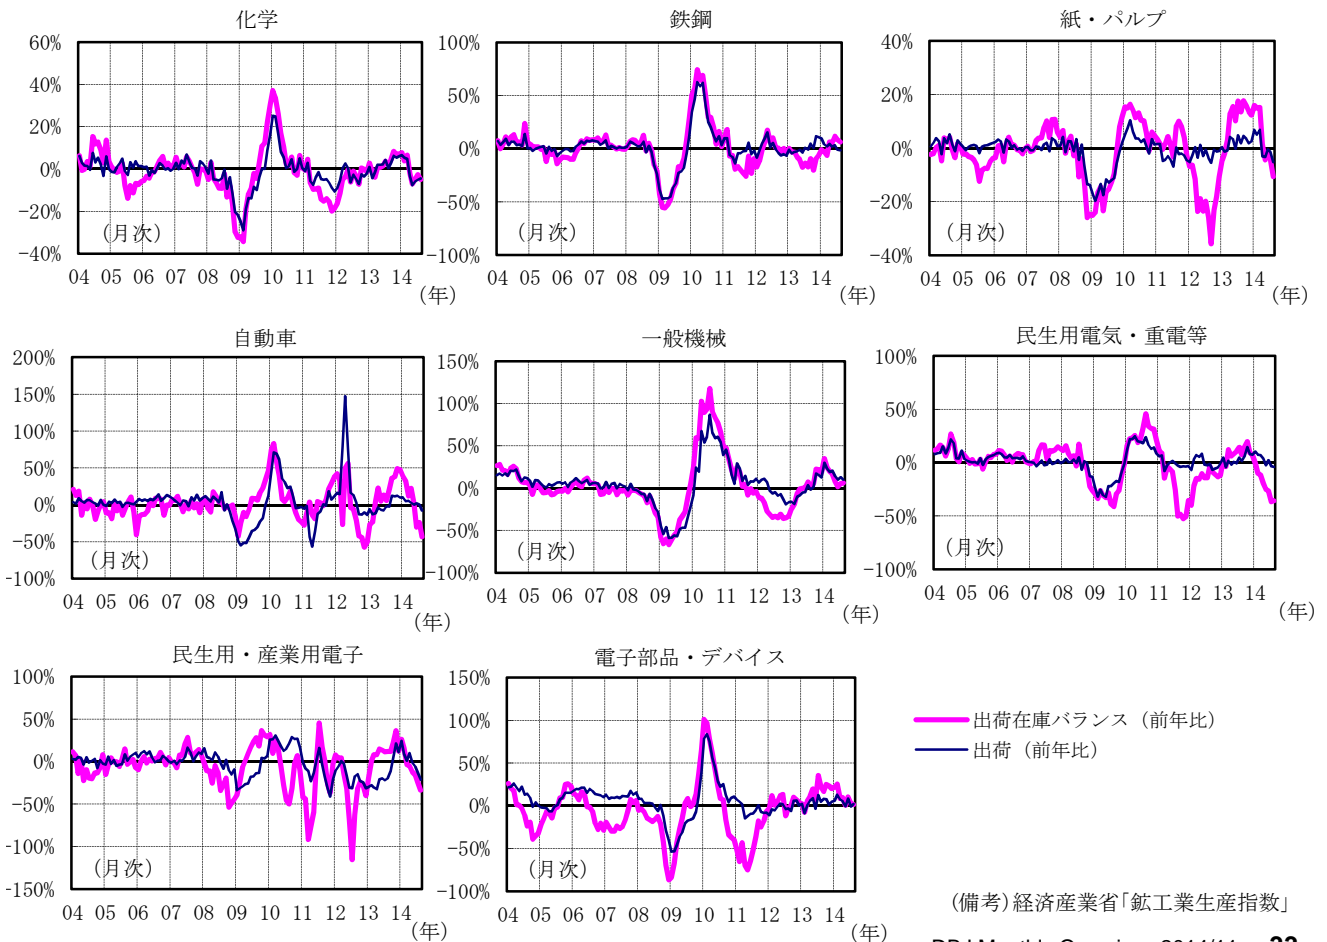 化学
60%
40%
20%
0%
-20%
-40%
(月次)
04 05 06 07 08 09 10 11 12 13 14
(年)
鉄鋼
100%
50%
0%
-50%
-100%
(月次)
04 05 06 07 08 09 10 11 12 13 14
(年)
紙・パルプ
40%
20%
0%
-20%
-40%
(月次)
04 05 06 07 08 09 10 11 12 13 14
(年)
自動車
200%
150%
100%
50%
0%
-50%
-100%
(月次)
04 05 06 07 08 09 10 11 12 13 14
(年)
一般機械
150%
100%
50%
0%
-50%
-100%
(月次)
04 05 06 07 08 09 10 11 12 13 14
(年)
民生用電気・重電等
100%
50%
0%
-50%
-100%
(月次)
04 05 06 07 08 09 10 11 12 13 14
(年)
民生用・産業用電子
100%
50%
0%
-50%
-100%
-150%
(月次)
04 05 06 07 08 09 10 11 12 13 14
(年)
電子部品・デバイス
150%
100%
50%
0%
-50%
-100%
(月次)
04 05 06 07 08 09 10 11 12 13 14
(年)
出荷在庫バランス (前年比)
出荷 (前年比)
(備考)経済産業省「鉱工業生産指数」